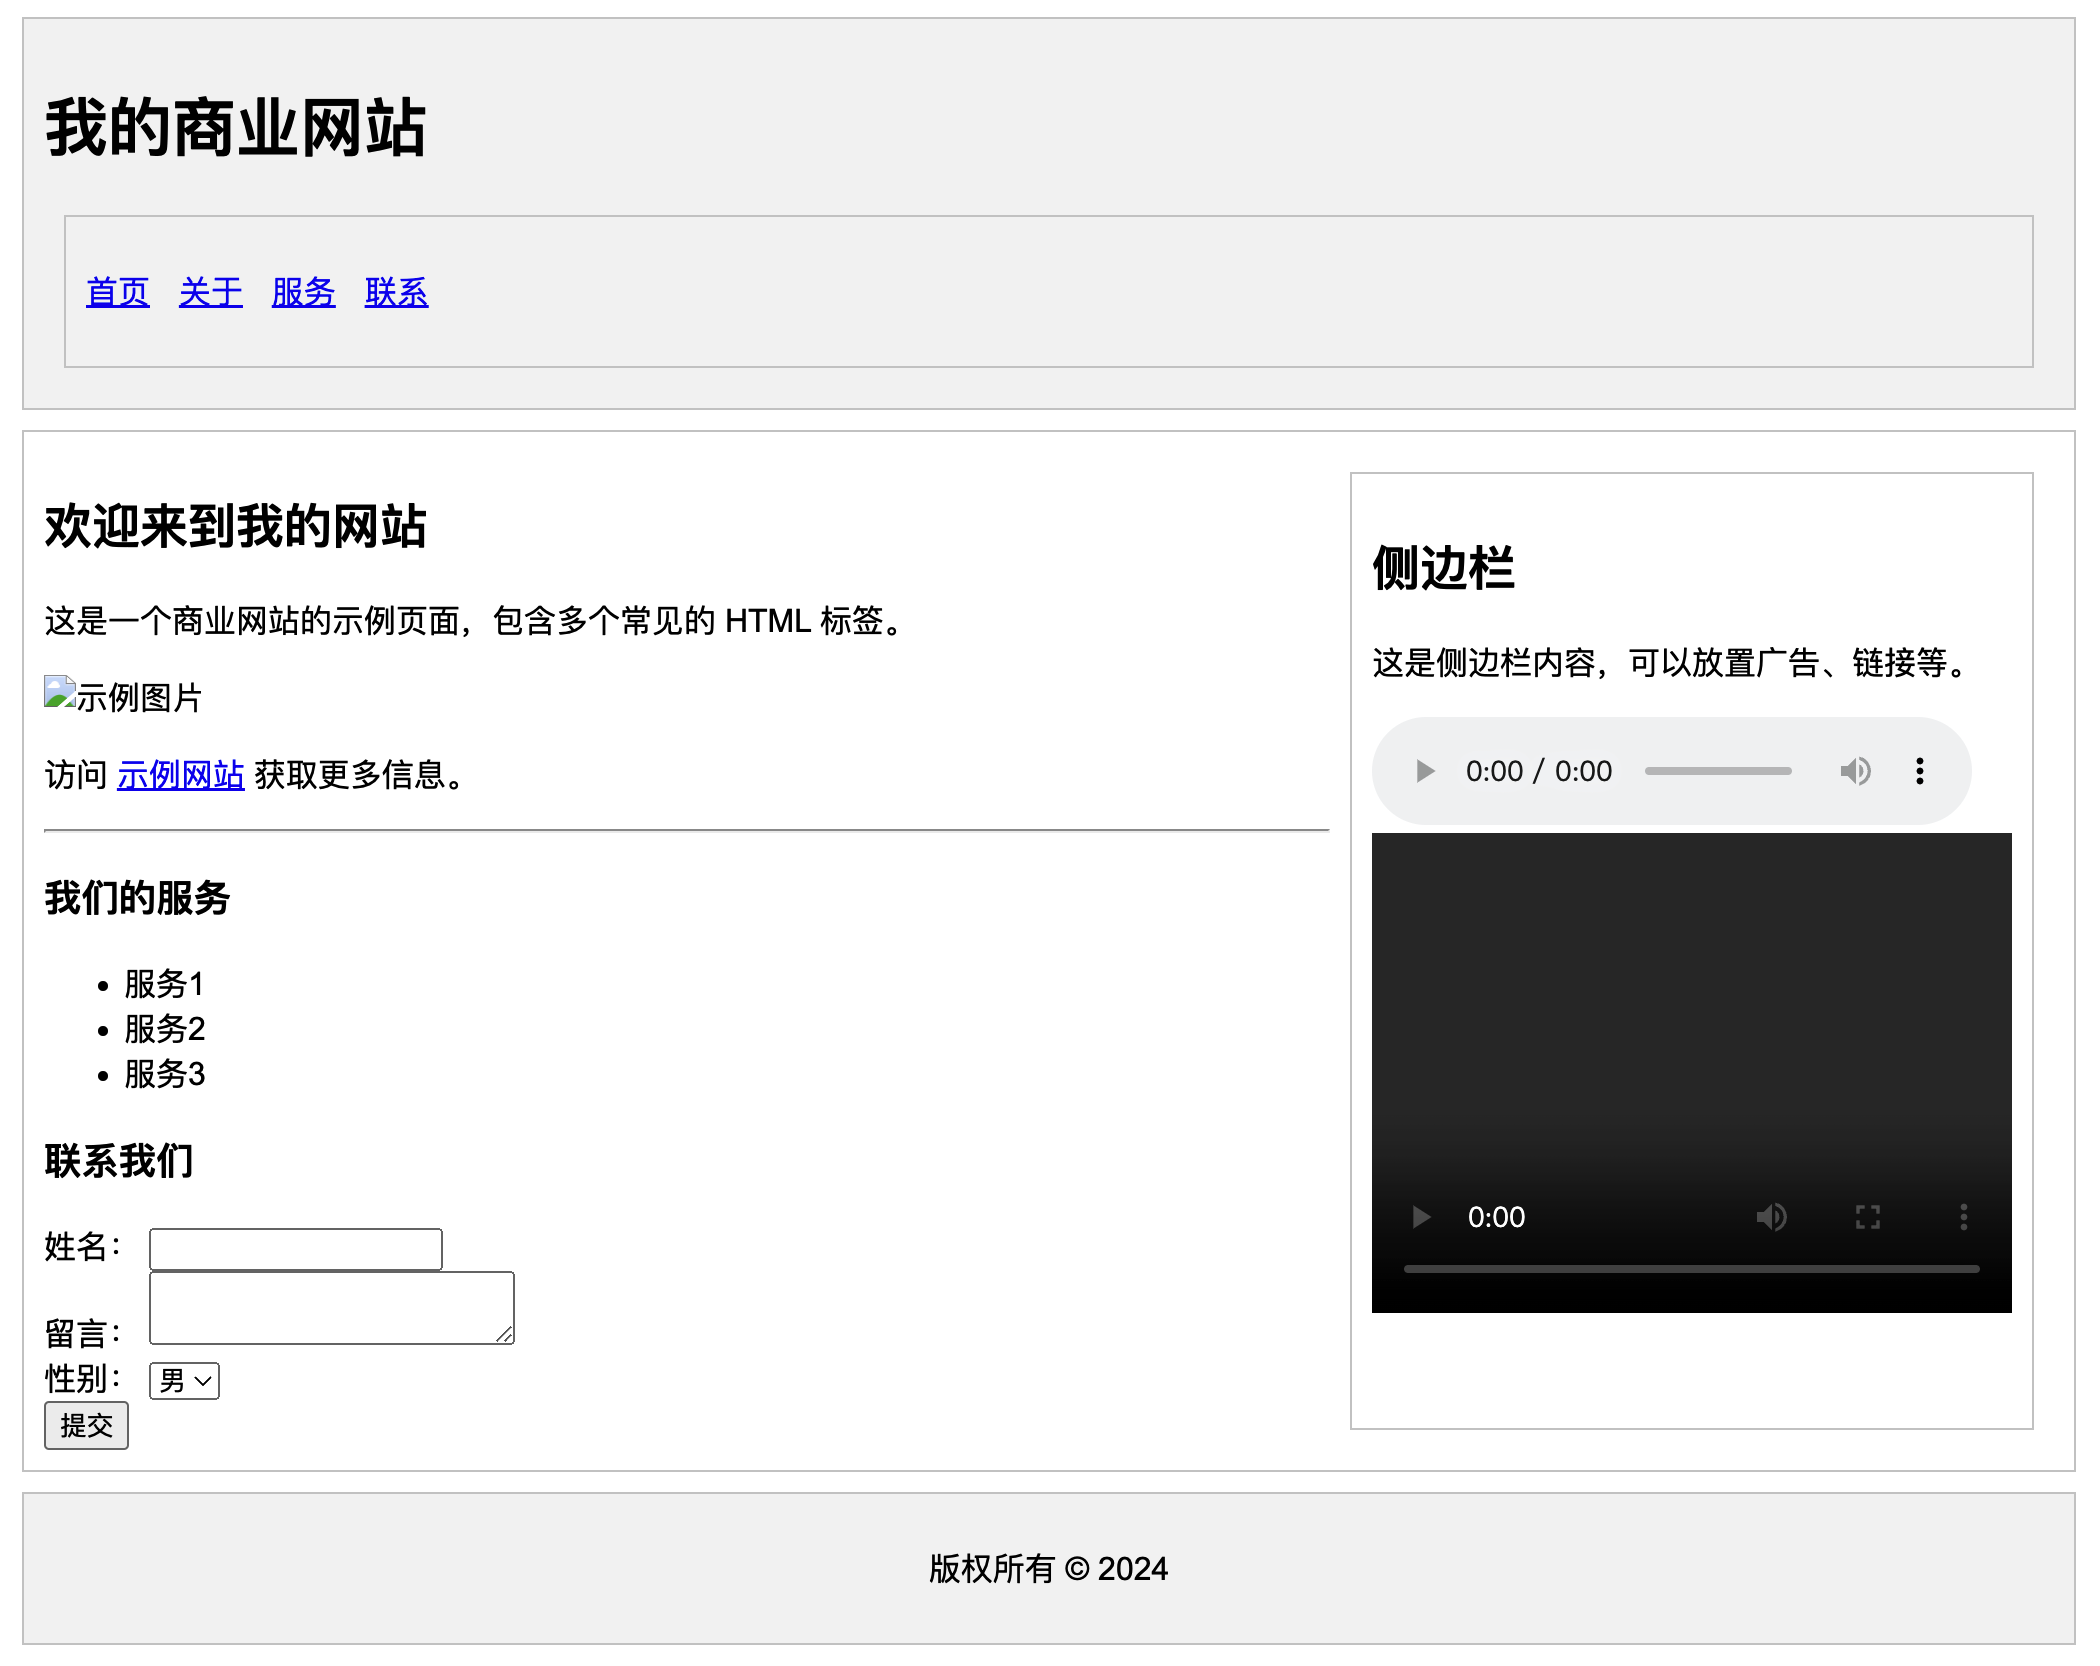 我的商业网站
首页 关于 服务 联系
欢迎来到我的网站
这是一个商业网站的示例页面，包含多个常见的 HTML 标签。
示例图片
访问 示例网站 获取更多信息。
我们的服务
• 服务1
• 服务2
• 服务3
联系我们
姓名：
留言：
性别： 男
提交
侧边栏
这是侧边栏内容，可以放置广告、链接等。
0:00 / 0:00
0:00
版权所有 © 2024